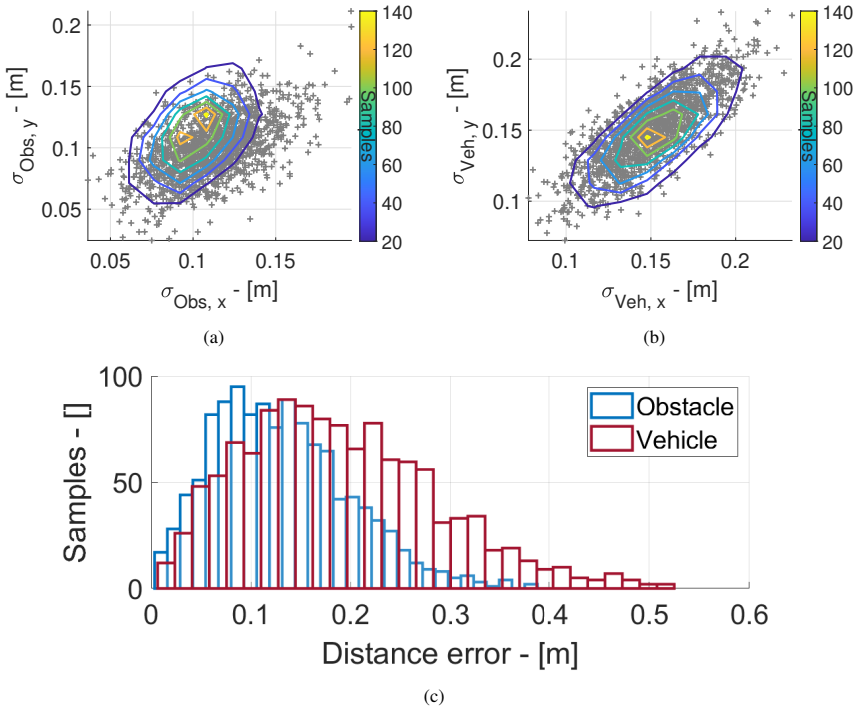 0.2
0.15
0.1
0.05
σObs, y - [m]
0.05
0.1
0.15
σObs, x - [m]
140
120
100
80
60
40
20
Samples
(a)
0.2
0.15
0.1
σVeh, y - [m]
0.1
0.15
0.2
σVeh, x - [m]
140
120
100
80
60
40
20
Samples
(b)
100
50
0
Samples - []
Obstacle
Vehicle
0
0.1
0.2
0.3
0.4
0.5
0.6
Distance error - [m]
(c)